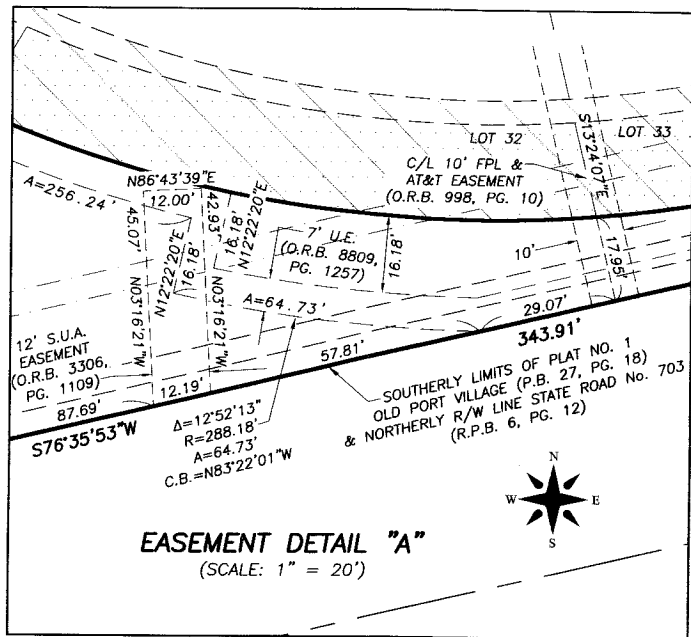 LOT 32
LOT 33
S13°24'07"E
C/L 10' FPL &
AT&T EASEMENT
(O.R.B. 998, PG. 10)
N86°43'39"E
12.00'
A=256.24'
45.07'
N03°16'21"W
N12°22'20"E
16.18'
42.93'
N03°16'21"W
16.18'
N12°22'20"E
7' U.E.
(O.R.B. 8809,
PG. 1257)
16.18'
10'
17.95'
A=64.73'
29.07'
343.91'
12' S.U.A.
EASEMENT
(O.R.B. 3306,
PG. 1109)
57.81'
12.19'
87.69'
S76°35'53"W
Δ=12°52'13"
R=288.18'
A=64.73'
C.B.=N83°22'01"W
SOUTHERLY LIMITS OF PLAT NO. 1
OLD PORT VILLAGE (P.B. 27, PG. 18)
& NORTHERLY R/W LINE STATE ROAD No. 703
(R.P.B. 6, PG. 12)
N
W
E
S
EASEMENT DETAIL "A"
(SCALE: 1" = 20')